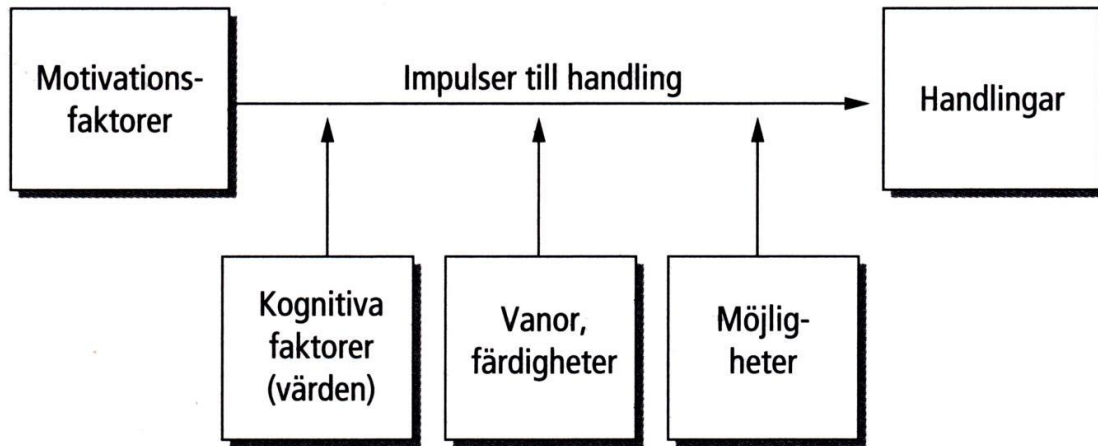 Motivations-
faktorer
Impulser till handling
Handlingar
Kognitiva
faktorer
(värden)
Vanor,
färdigheter
Möjlig-
heter